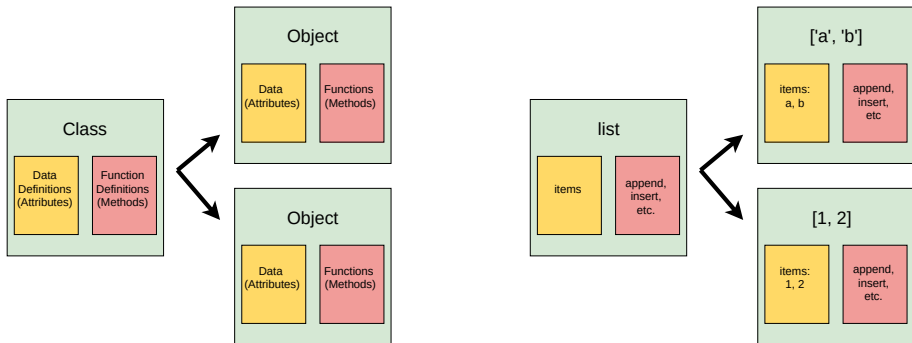 Class
Data
Definitions
(Attributes)
Function
Definitions
(Methods)
Object
Data
(Attributes)
Functions
(Methods)
Object
Data
(Attributes)
Functions
(Methods)
list
items
append,
insert,
etc.
['a', 'b']
items:
a, b
append,
insert,
etc
[1, 2]
items:
1, 2
append,
insert,
etc.